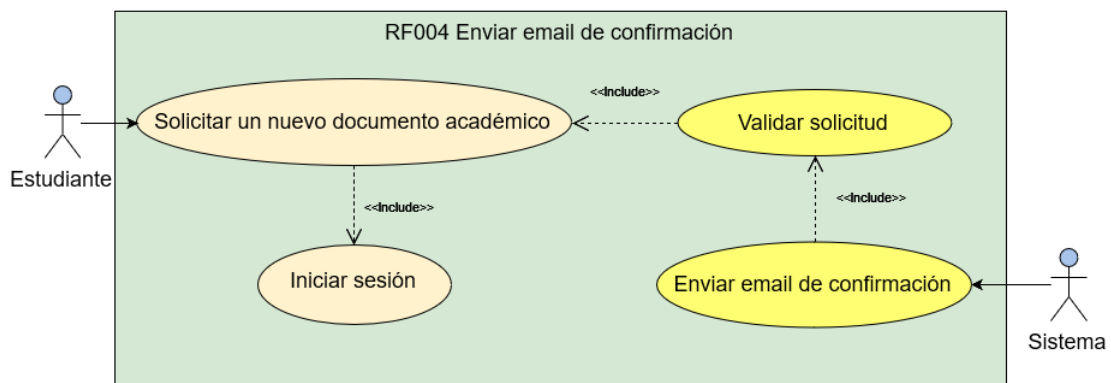 RF004 Enviar email de confirmación
<<Include>>
Solicitar un nuevo documento académico
Validar solicitud
Estudiante
<<Include>>
<<Include>>
Iniciar sesión
Enviar email de confirmación
Sistema